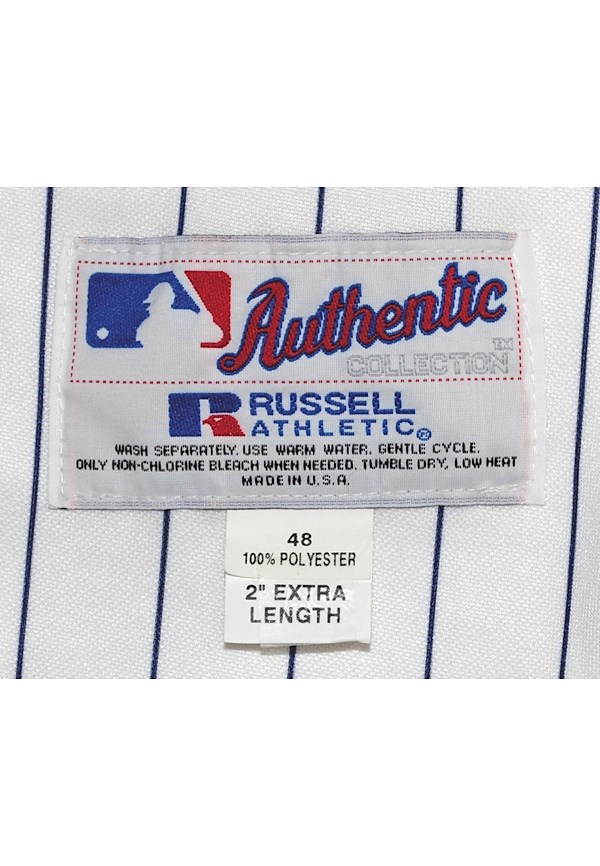 Authentic
COLLECTION™
RUSSELL
ATHLETIC®
WASH SEPARATELY. USE WARM WATER. GENTLE CYCLE.
ONLY NON-CHLORINE BLEACH WHEN NEEDED. TUMBLE DRY, LOW HEAT
MADE IN U.S.A.
48
100% POLYESTER
2" EXTRA
LENGTH